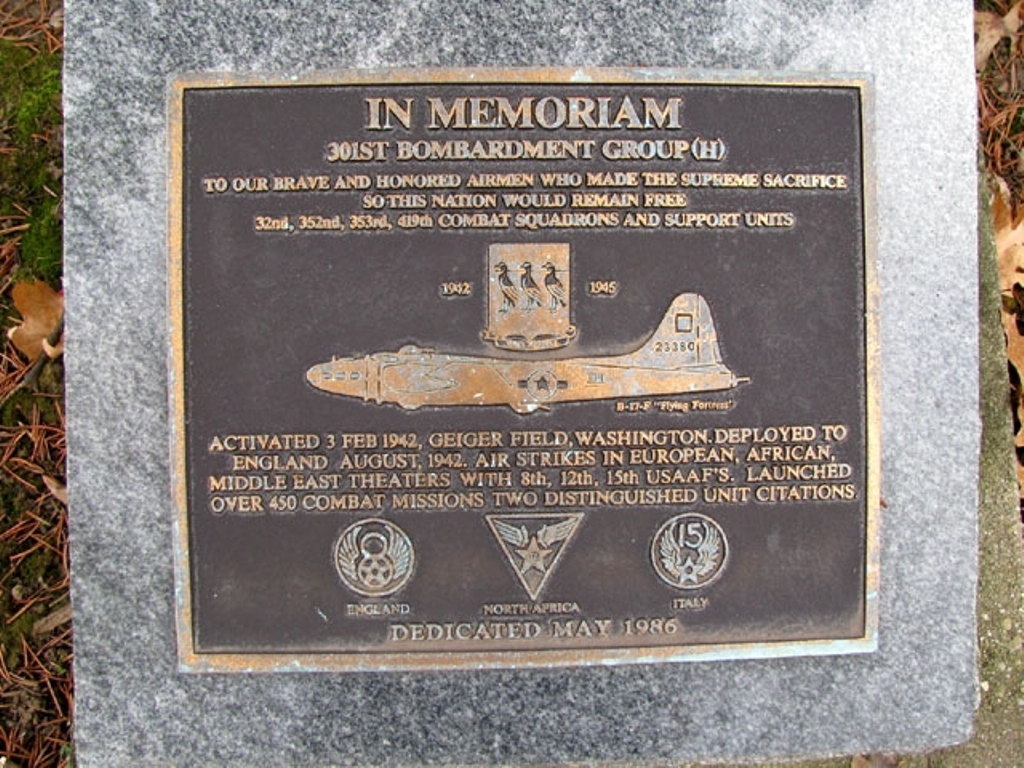 IN MEMORIAM
301ST BOMBARDMENT GROUP (H)
TO OUR BRAVE AND HONORED AIRMEN WHO MADE THE SUPREME SACRIFICE
SO THIS NATION WOULD REMAIN FREE
32nd, 352nd, 353rd, 419th COMBAT SQUADRONS AND SUPPORT UNITS
1942 1945
23380
B-17-F "Flying Fortress"
ACTIVATED 3 FEB 1942, GEIGER FIELD, WASHINGTON. DEPLOYED TO
ENGLAND AUGUST, 1942. AIR STRIKES IN EUROPEAN, AFRICAN,
MIDDLE EAST THEATERS WITH 8th, 12th, 15th USAAF'S. LAUNCHED
OVER 450 COMBAT MISSIONS TWO DISTINGUISHED UNIT CITATIONS.
8 15
ENGLAND NORTH AFRICA ITALY
DEDICATED MAY 1986